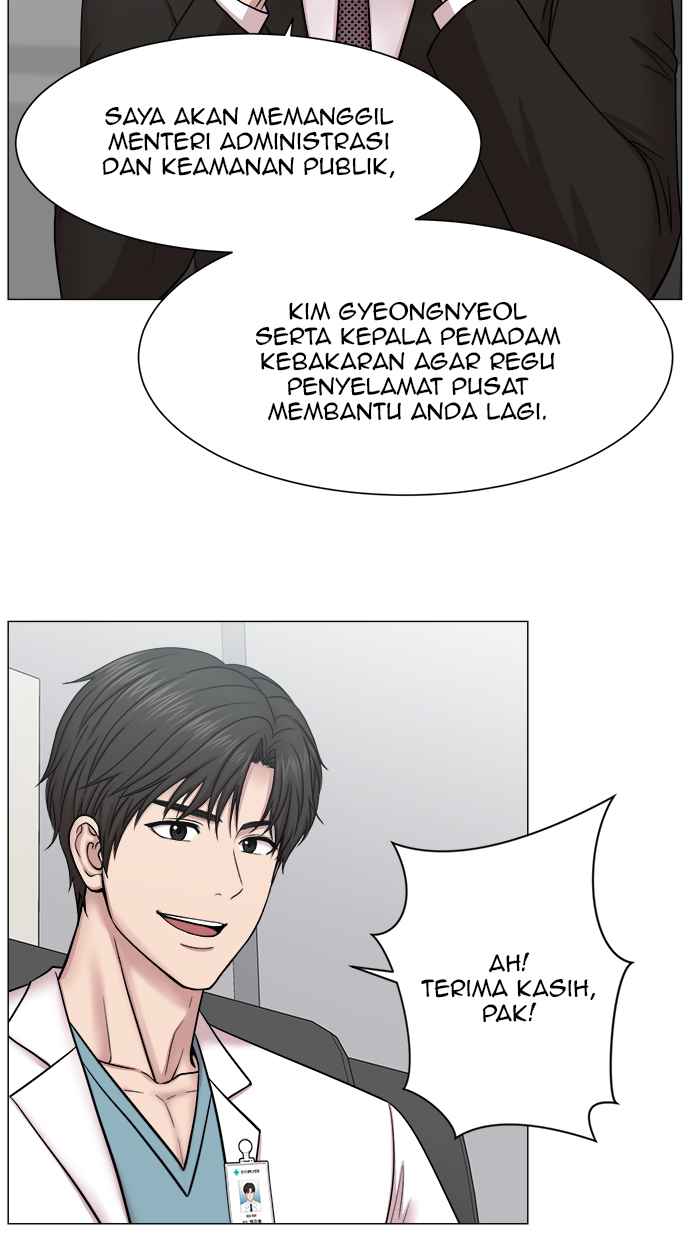 SAYA AKAN MEMANGGIL
MENTERI ADMINISTRASI
DAN KEAMANAN PUBLIK,
KIM GYEONGNYEOL
SERTA KEPALA PEMADAM
KEBAKARAN AGAR REGU
PENYELAMAT PUSAT
MEMBANTU ANDA LAGI.
AH!
TERIMA KASIH,
PAK!